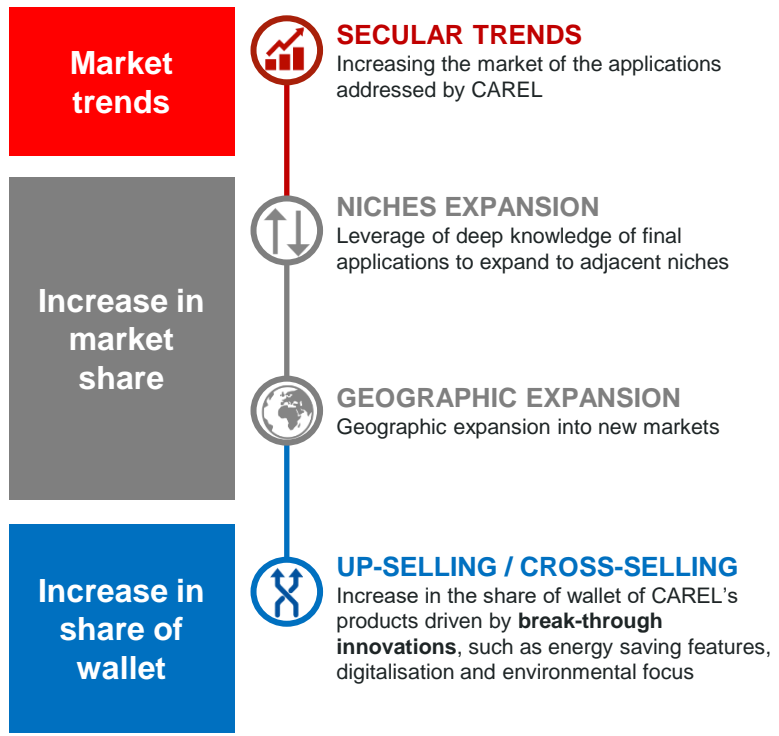 Market
trends
SECULAR TRENDS
Increasing the market of the applications
addressed by CAREL
Increase in
market
share
NICHES EXPANSION
Leverage of deep knowledge of final
applications to expand to adjacent niches
GEOGRAPHIC EXPANSION
Geographic expansion into new markets
Increase in
share of
wallet
UP-SELLING / CROSS-SELLING
Increase in the share of wallet of CAREL’s
products driven by break-through
innovations, such as energy saving features,
digitalisation and environmental focus